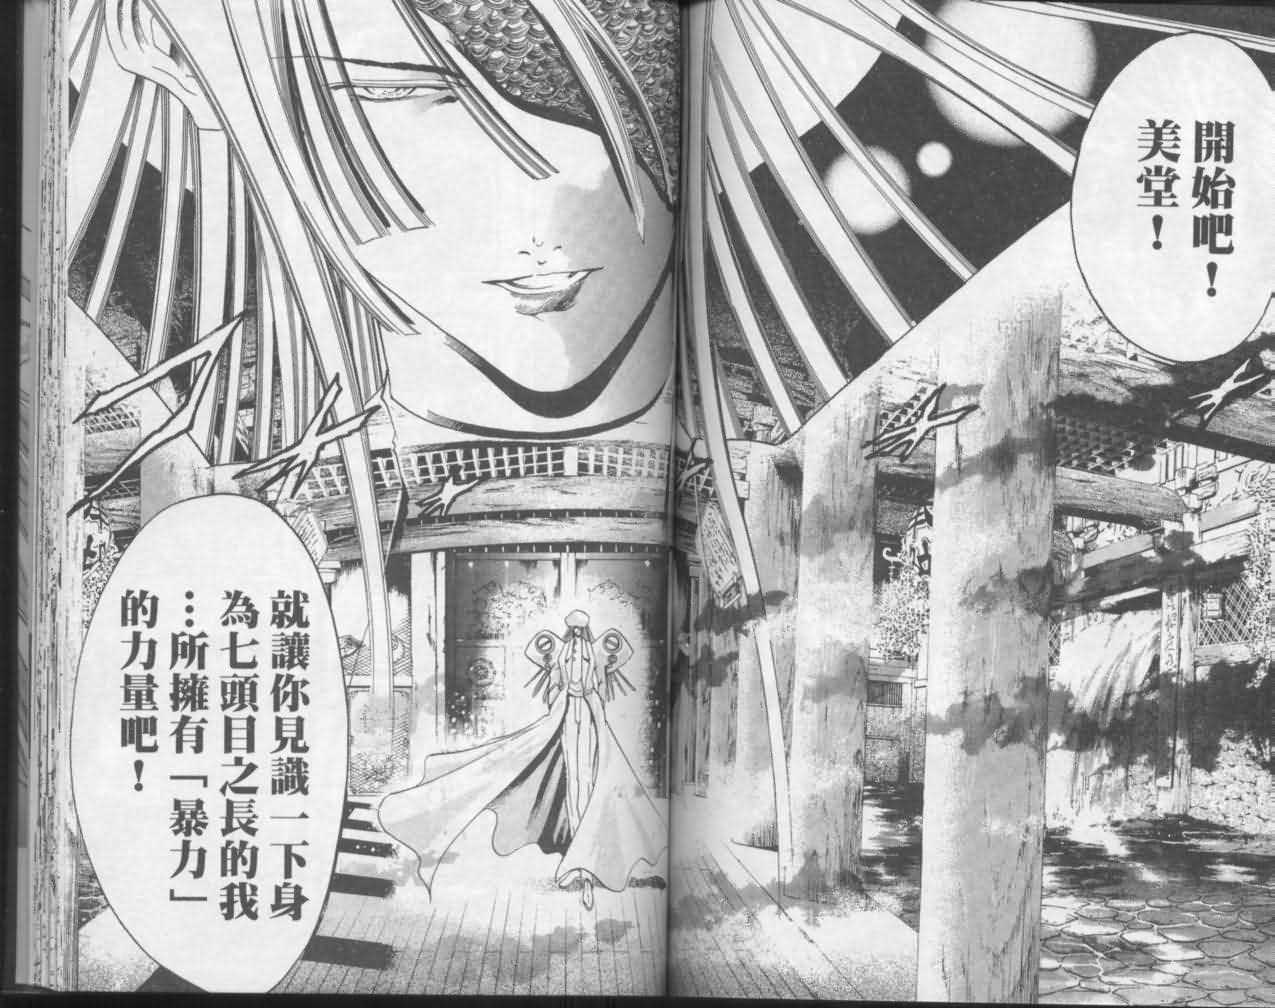 開始吧！
美堂！
就讓你見識一下身
為七頭目之長的我
…所擁有「暴力」
的力量吧！